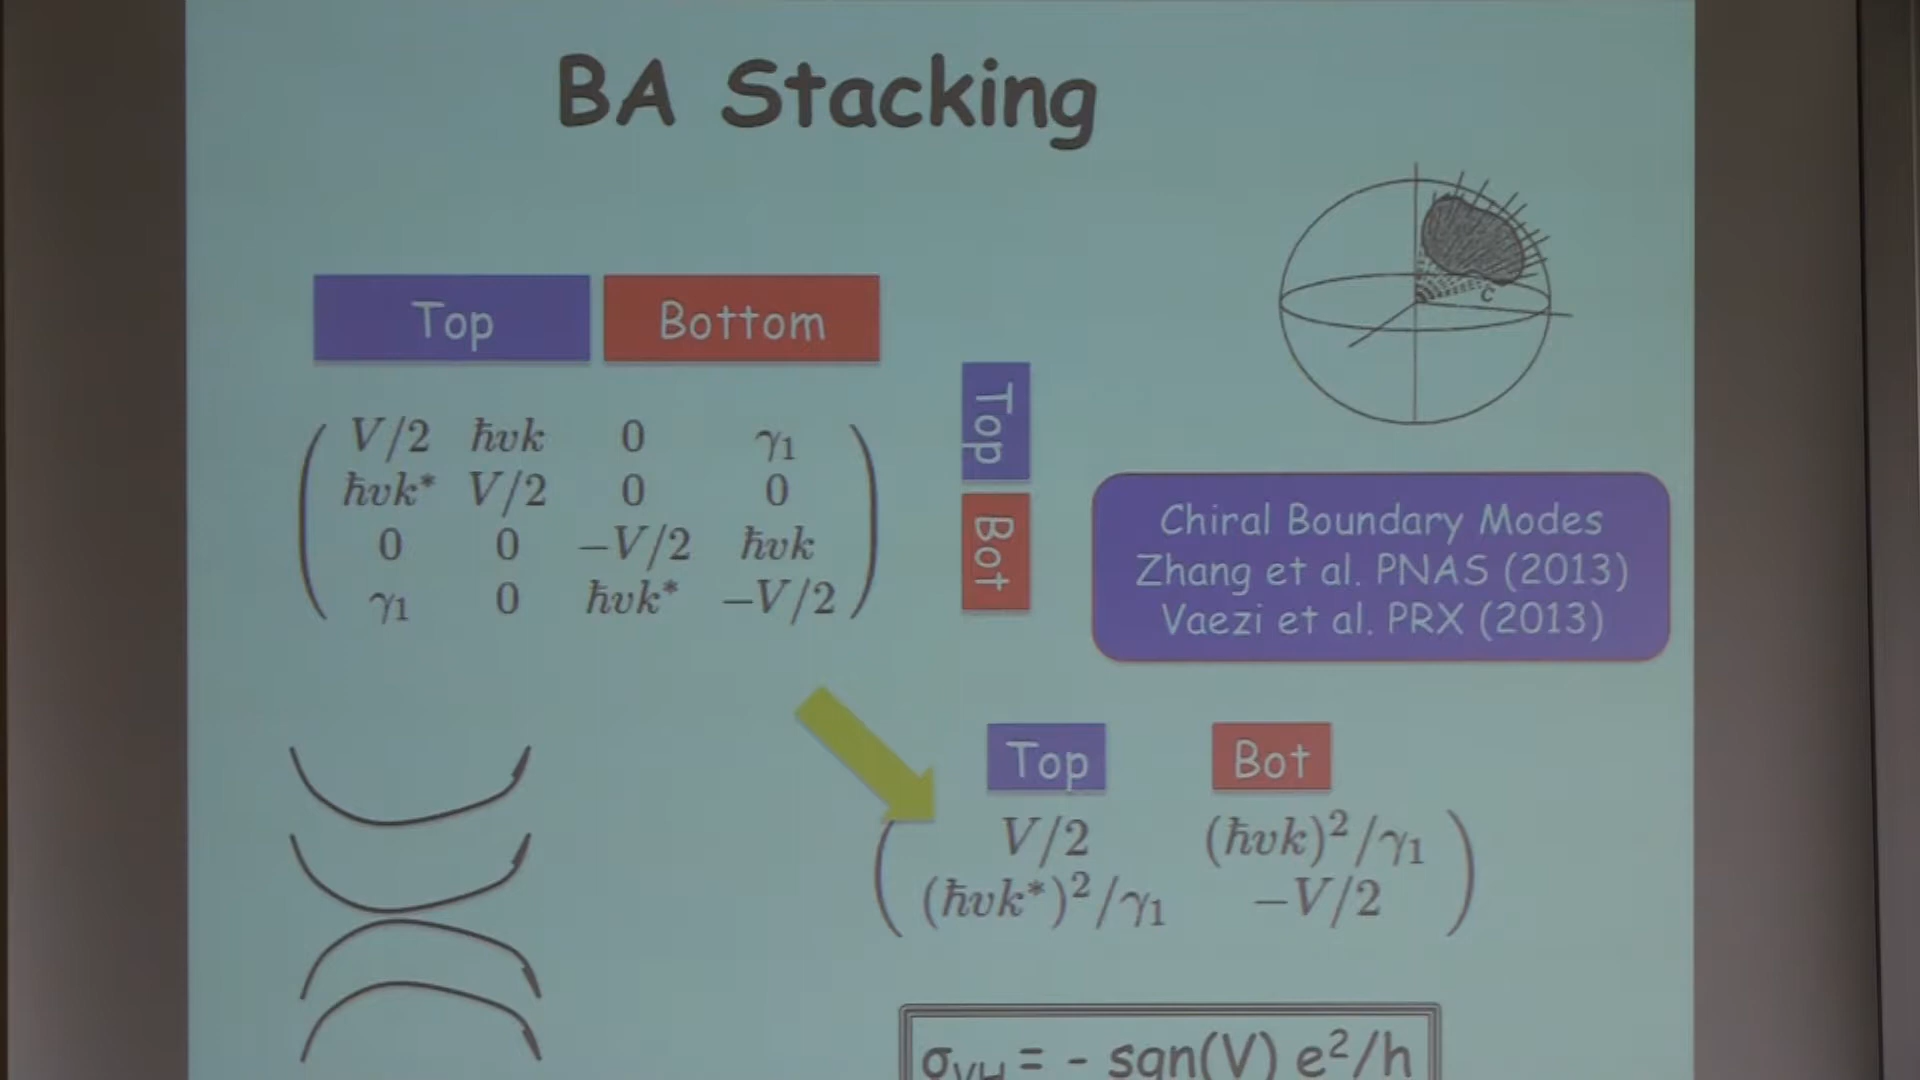 BA Stacking
Top Bottom
V/2 ħvk 0 γ₁
ħvk* V/2 0 0
0 0 −V/2 ħvk
γ₁ 0 ħvk* −V/2
Top
Bot
C
Chiral Boundary Modes
Zhang et al. PNAS (2013)
Vaezi et al. PRX (2013)
Top Bot
V/2 (ħvk)²/γ₁
(ħvk*)²/γ₁ −V/2
σVH = - sgn(V) e²/h